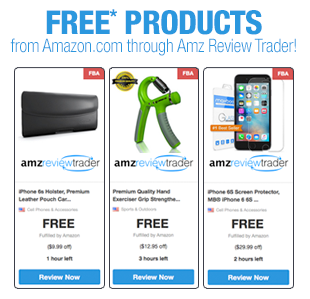 FREE* PRODUCTS
from Amazon.com through Amz Review Trader!
FBA
amzreviewtrader
iPhone 6s Holster, Premium
Leather Pouch Car...
Cell Phones & Accessories
FREE
Fulfilled by Amazon
($9.99 off)
1 hour left
Review Now
FBA
amzreviewtrader
Premium Quality Hand
Exerciser Grip Strengthe...
Sports & Outdoors
FREE
Fulfilled by Amazon
($12.95 off)
3 hours left
Review Now
FBA
#1 Best Seller
amzreviewtrader
iPhone 6S Screen Protector,
MB® iPhone 6 6S ...
Cell Phones & Accessories
FREE
Fulfilled by Amazon
($29.99 off)
2 hours left
Review Now